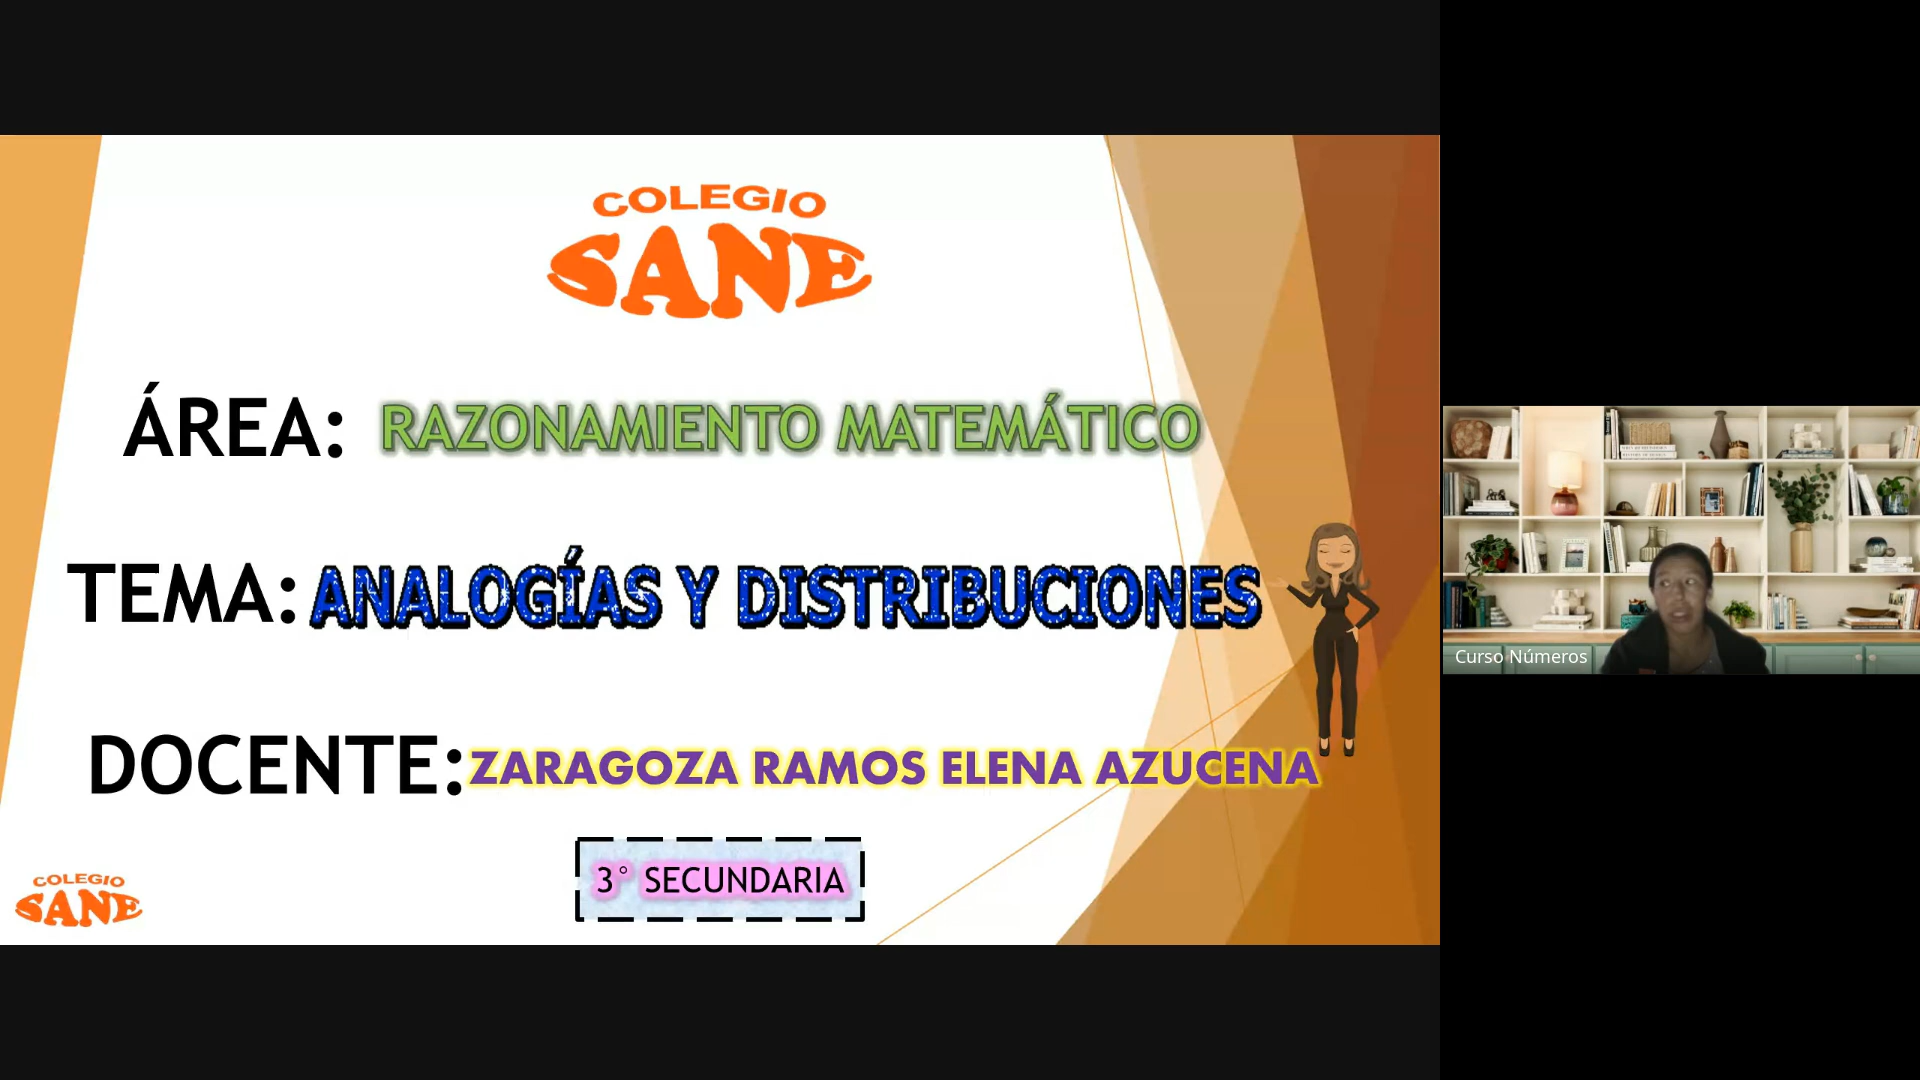 COLEGIO
SANE
ÁREA: RAZONAMIENTO MATEMÁTICO
TEMA: ANALOGÍAS Y DISTRIBUCIONES
DOCENTE: ZARAGOZA RAMOS ELENA AZUCENA
3° SECUNDARIA
COLEGIO
SANE
Curso Números